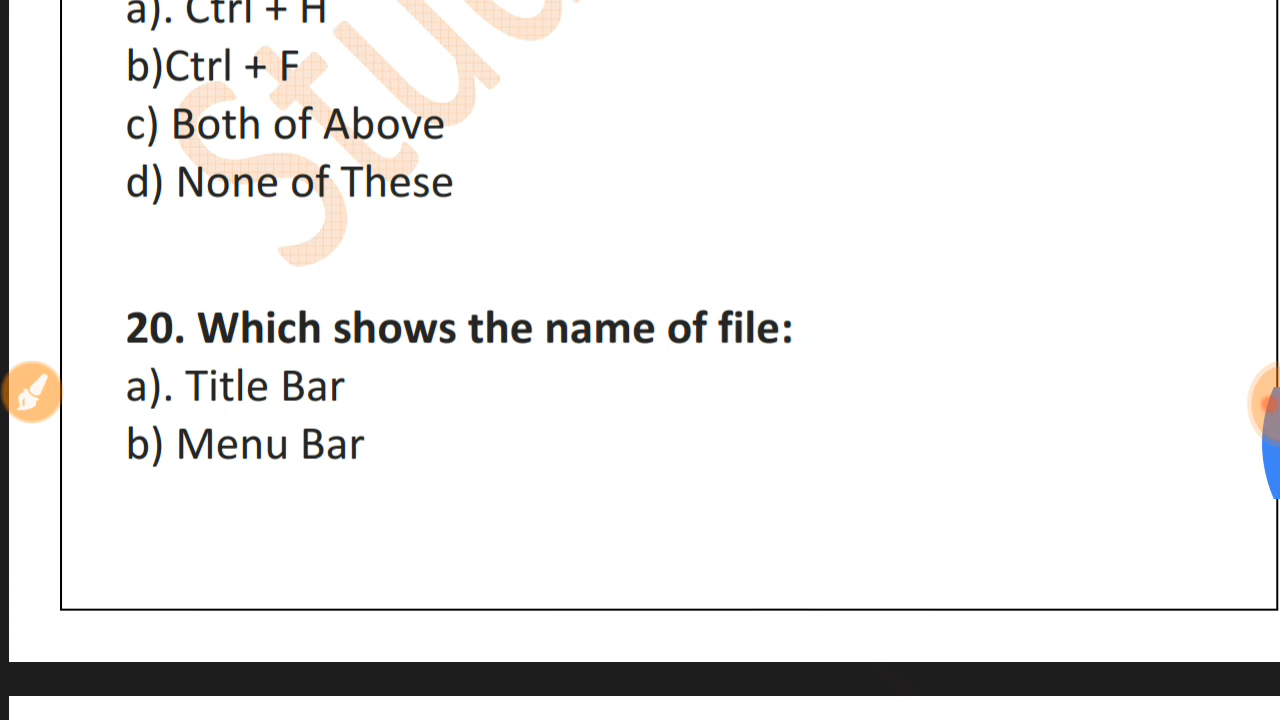 a). Ctrl + H
b)Ctrl + F
c) Both of Above
d) None of These
20. Which shows the name of file:
a). Title Bar
b) Menu Bar